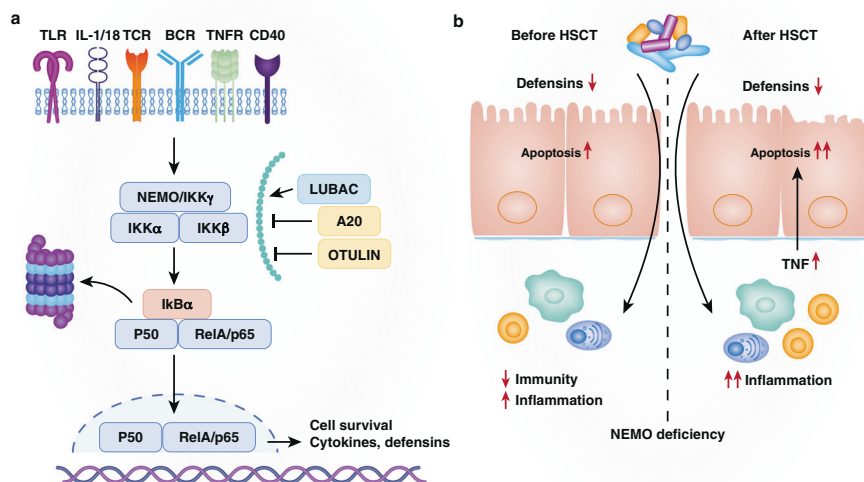 a
TLR IL-1/18 TCR BCR TNFR CD40
NEMO/IKKγ
IKKα IKKβ
LUBAC
A20
OTULIN
IkBα
P50 RelA/p65
P50 RelA/p65
Cell survival
Cytokines, defensins
b
Before HSCT After HSCT
Defensins Defensins
Apoptosis Apoptosis
TNF
Immunity
Inflammation
Inflammation
NEMO deficiency